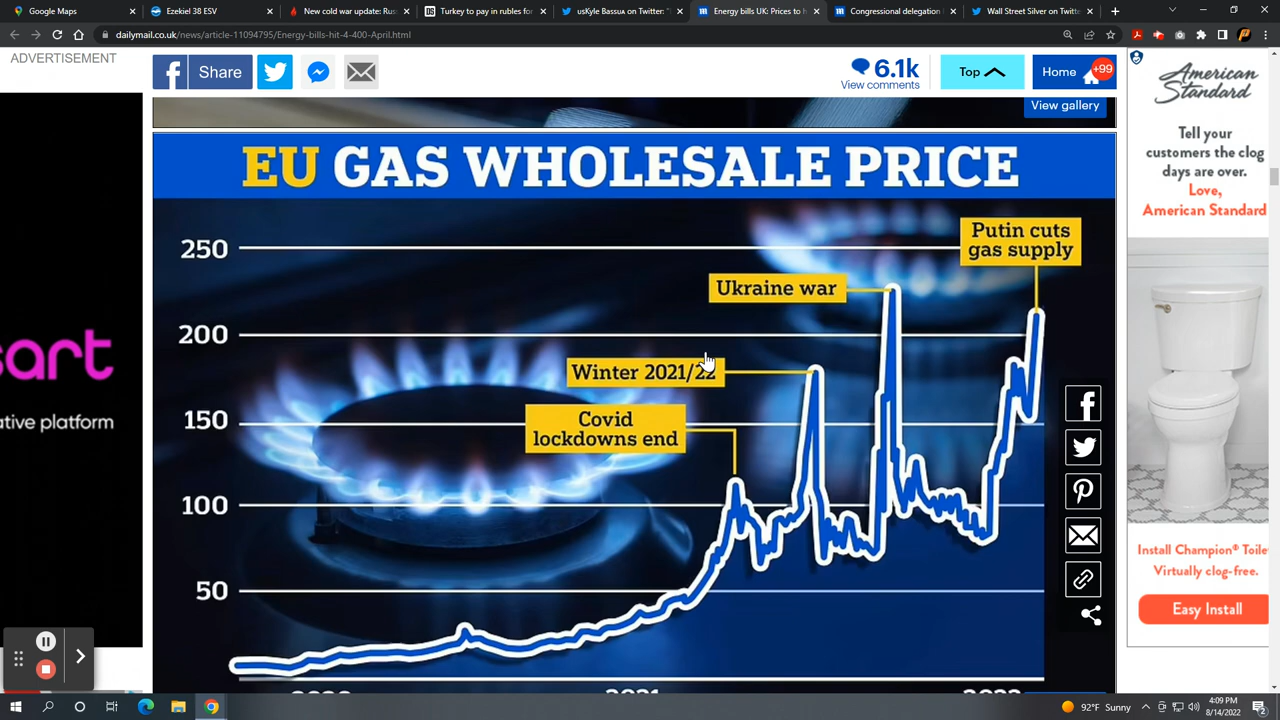 Google Maps
Ezekiel 38 ESV
New cold war update: Rus
Turkey to pay in rubles for
Energy bills UK: Prices to h
Congressional delegation
Wall Street Silver on Twitte
dailymail.co.uk/news/article-11094795/Energy-bills-hit-4-400-April.html
ADVERTISEMENT
Share
6.1k
View comments
Top
Home
+99
View gallery
EU GAS WHOLESALE PRICE
250
200
150
100
50
Putin cuts
gas supply
Ukraine war
Winter 2021/22
Covid
lockdowns end
2021
sart
ative platform
American
Standard
Tell your
customers the clog
days are over.
Love,
American Standard
Install Champion® Toile
Virtually clog-free.
Easy Install
92°F Sunny
4:09 PM
8/14/2022
2